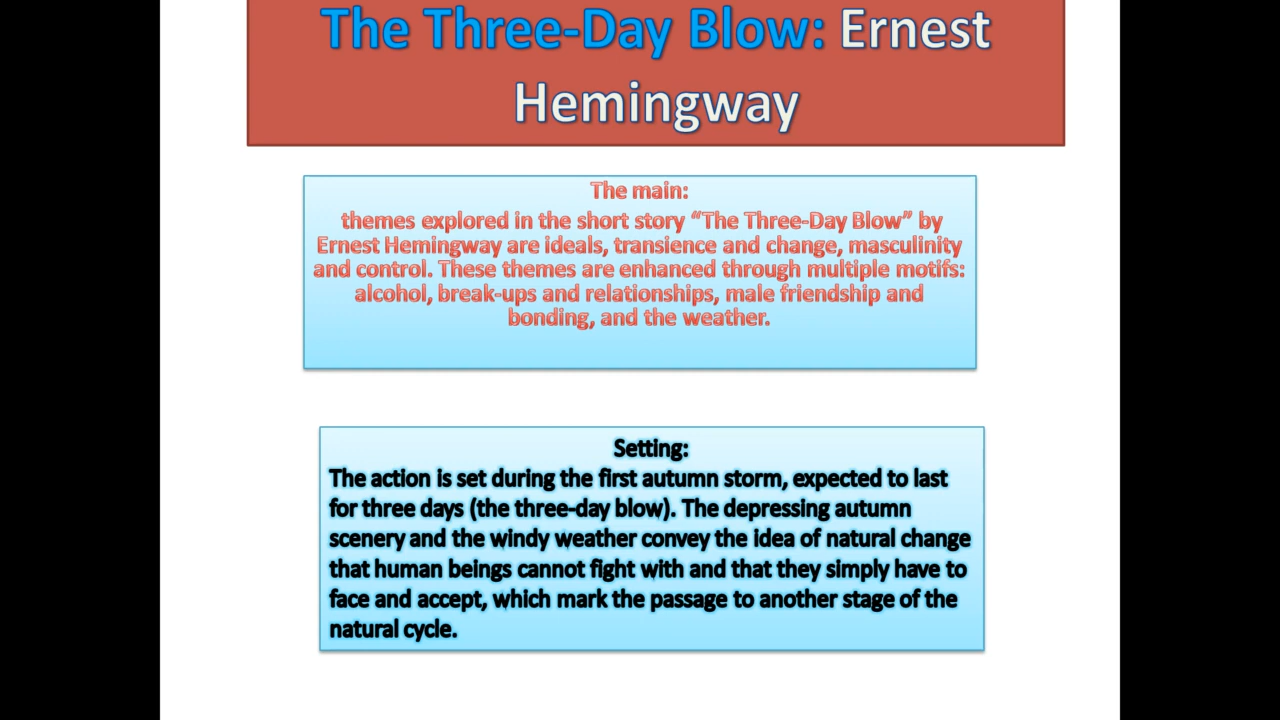 The Three-Day Blow: Ernest
Hemingway
The main:
themes explored in the short story “The Three-Day Blow” by
Ernest Hemingway are ideals, transience and change, masculinity
and control. These themes are enhanced through multiple motifs:
alcohol, break-ups and relationships, male friendship and
bonding, and the weather.
Setting:
The action is set during the first autumn storm, expected to last
for three days (the three-day blow). The depressing autumn
scenery and the windy weather convey the idea of natural change
that human beings cannot fight with and that they simply have to
face and accept, which mark the passage to another stage of the
natural cycle.